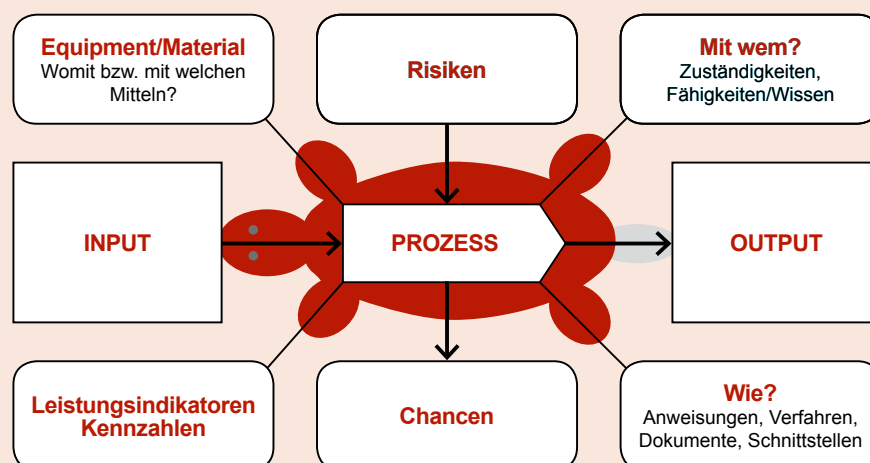 Equipment/Material
Womit bzw. mit welchen
Mitteln?
Risiken
Mit wem?
Zuständigkeiten,
Fähigkeiten/Wissen
INPUT
PROZESS
OUTPUT
Leistungsindikatoren
Kennzahlen
Chancen
Wie?
Anweisungen, Verfahren,
Dokumente, Schnittstellen